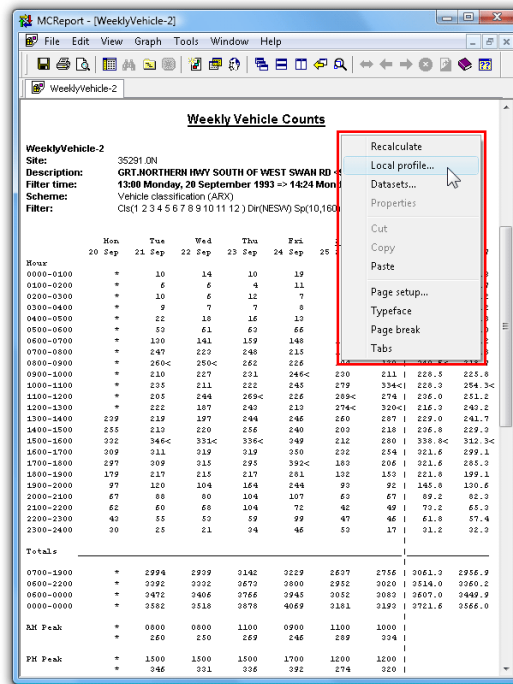 MCReport - [WeeklyVehicle-2]
File Edit View Graph Tools Window Help
WeeklyVehicle-2
Weekly Vehicle Counts
WeeklyVehicle-2
Site: 35291.0N
Description: GRT.NORTHERN HWY SOUTH OF WEST SWAN RD
Filter time: 13:00 Monday, 20 September 1993 => 14:24 Mon
Scheme: Vehicle classification (ARX)
Filter: Cls(1 2 3 4 5 6 7 8 9 10 11 12 ) Dir(NESW) Sp(10,160)
Recalculate
Local profile...
Datasets...
Properties
Cut
Copy
Paste
Page setup...
Typeface
Page break
Tabs
Mon Tue Wed Thu Fri
20 Sep 21 Sep 22 Sep 23 Sep 24 Sep 25
Hour
0000-0100 * 10 14 10 19
0100-0200 * 6 6 4 11
0200-0300 * 10 6 12 7
0300-0400 * 9 7 7 8
0400-0500 * 22 18 16 13
0500-0600 * 53 61 63 66
0600-0700 * 130 141 159 148
0700-0800 * 247 223 248 215
0800-0900 * 260< 250< 262 226
0900-1000 * 210 227 231 246< 230 211 | 228.5 225.8
1000-1100 * 235 211 222 245 279 334<| 228.3 254.3<
1100-1200 * 205 244 269< 226 289< 274 | 236.0 251.2
1200-1300 * 222 187 243 213 274< 320<| 216.3 243.2
1300-1400 239 219 197 244 246 260 287 | 229.0 241.7
1400-1500 255 213 220 256 240 203 218 | 236.8 229.3
1500-1600 332 346< 331< 336< 349 212 280 | 338.8< 312.3<
1600-1700 309 311 319 319 350 232 254 | 321.6 299.1
1700-1800 297 309 315 295 392< 183 206 | 321.6 285.3
1800-1900 179 217 215 217 281 132 153 | 221.8 199.1
1900-2000 97 120 104 164 244 93 92 | 145.8 130.6
2000-2100 67 88 80 104 107 63 67 | 89.2 82.3
2100-2200 62 60 68 104 72 42 49 | 73.2 65.3
2200-2300 43 55 53 59 99 47 46 | 61.8 57.4
2300-2400 30 25 21 34 46 53 17 | 31.2 32.3
Totals
0700-1900 * 2994 2939 3142 3229 2637 2756 | 3061.3 2956.9
0600-2200 * 3392 3332 3673 3800 2952 3020 | 3514.0 3360.2
0600-0000 * 3472 3406 3766 3945 3052 3083 | 3607.0 3449.9
0000-0000 * 3582 3518 3878 4069 3181 3193 | 3721.6 3566.0
AM Peak * 0800 0800 1100 0900 1100 1000 |
* 260 250 269 246 289 334 |
PM Peak * 1500 1500 1500 1700 1200 1200 |
* 346 331 336 392 274 320 |